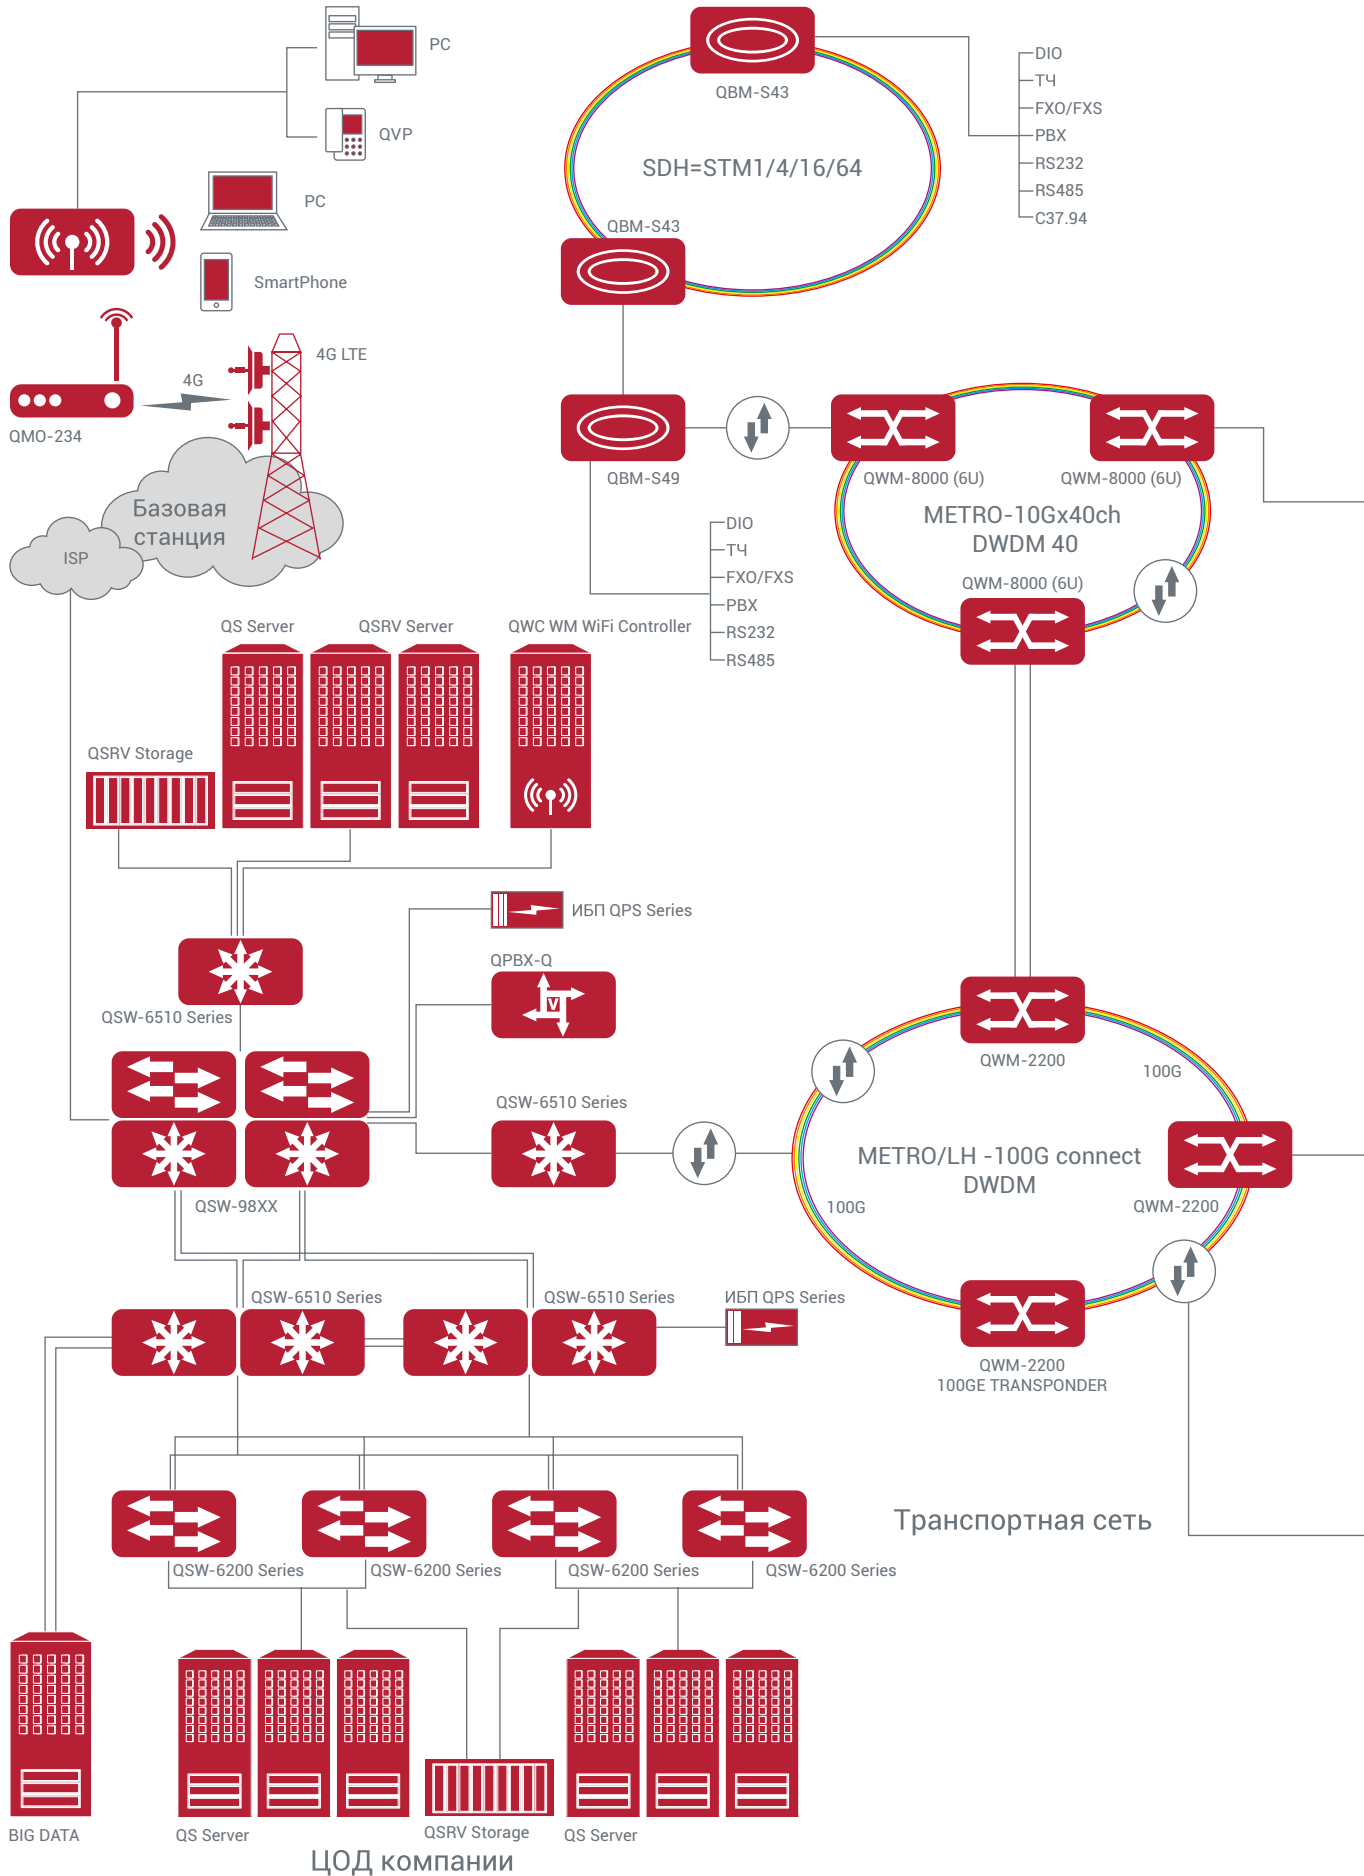 PC
QVP
PC
SmartPhone
4G LTE
4G
QMO-234
Базовая
станция
ISP
QBM-S43
SDH=STM1/4/16/64
QBM-S43
DIO
ТЧ
FXO/FXS
PBX
RS232
RS485
C37.94
QBM-S49
DIO
ТЧ
FXO/FXS
PBX
RS232
RS485
QWM-8000 (6U)
QWM-8000 (6U)
METRO-10Gx40ch
DWDM 40
QWM-8000 (6U)
QS Server
QSRV Server
QWC WM WiFi Controller
QSRV Storage
ИБП QPS Series
QPBX-Q
V
QSW-6510 Series
QSW-6510 Series
QSW-98XX
QWM-2200
100G
METRO/LH -100G connect
DWDM
100G
QWM-2200
QWM-2200
100GE TRANSPONDER
QSW-6510 Series
QSW-6510 Series
ИБП QPS Series
QSW-6200 Series
QSW-6200 Series
QSW-6200 Series
QSW-6200 Series
Транспортная сеть
BIG DATA
QS Server
QSRV Storage
QS Server
ЦОД компании